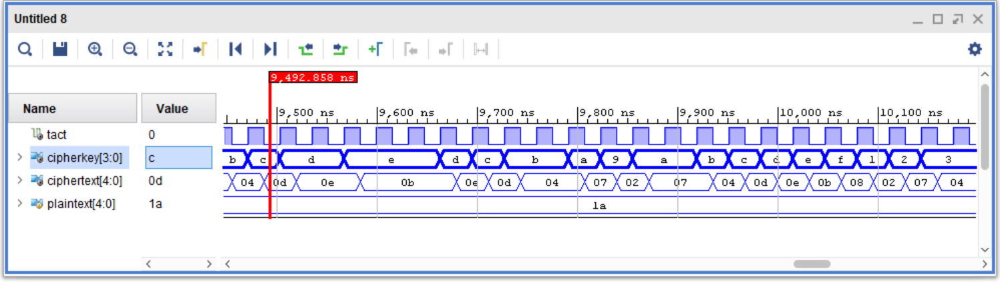 Untitled 8
9,492.858 ns
Name Value
9,500 ns 9,600 ns 9,700 ns 9,800 ns 9,900 ns 10,000 ns 10,100 ns
tact 0
cipherkey[3:0] c b c d e d c b a 9 a b c d e f 1 2 3
ciphertext[4:0] 0d 04 0d 0e 0b 0e 0d 04 07 02 07 04 0d 0e 0b 08 02 07 04
plaintext[4:0] 1a 1a